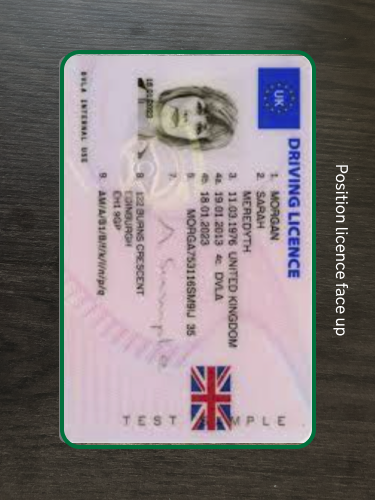 Position licence face up
DRIVING LICENCE
UK
1. MORGAN
2. SARAH
MEREDYTH
3. 11.03.1976 UNITED KINGDOM
4a. 19.01.2013 4c. DVLA
4b. 18.01.2023
5. MORGA753116SM9IJ 35
7.
8. 122 BURNS CRESCENT
EDINBURGH
EH1 9GP
9. AM/A/B1/B/f/k/l/n/p/q
DVLA INTERNAL USE
TEST
MPLE